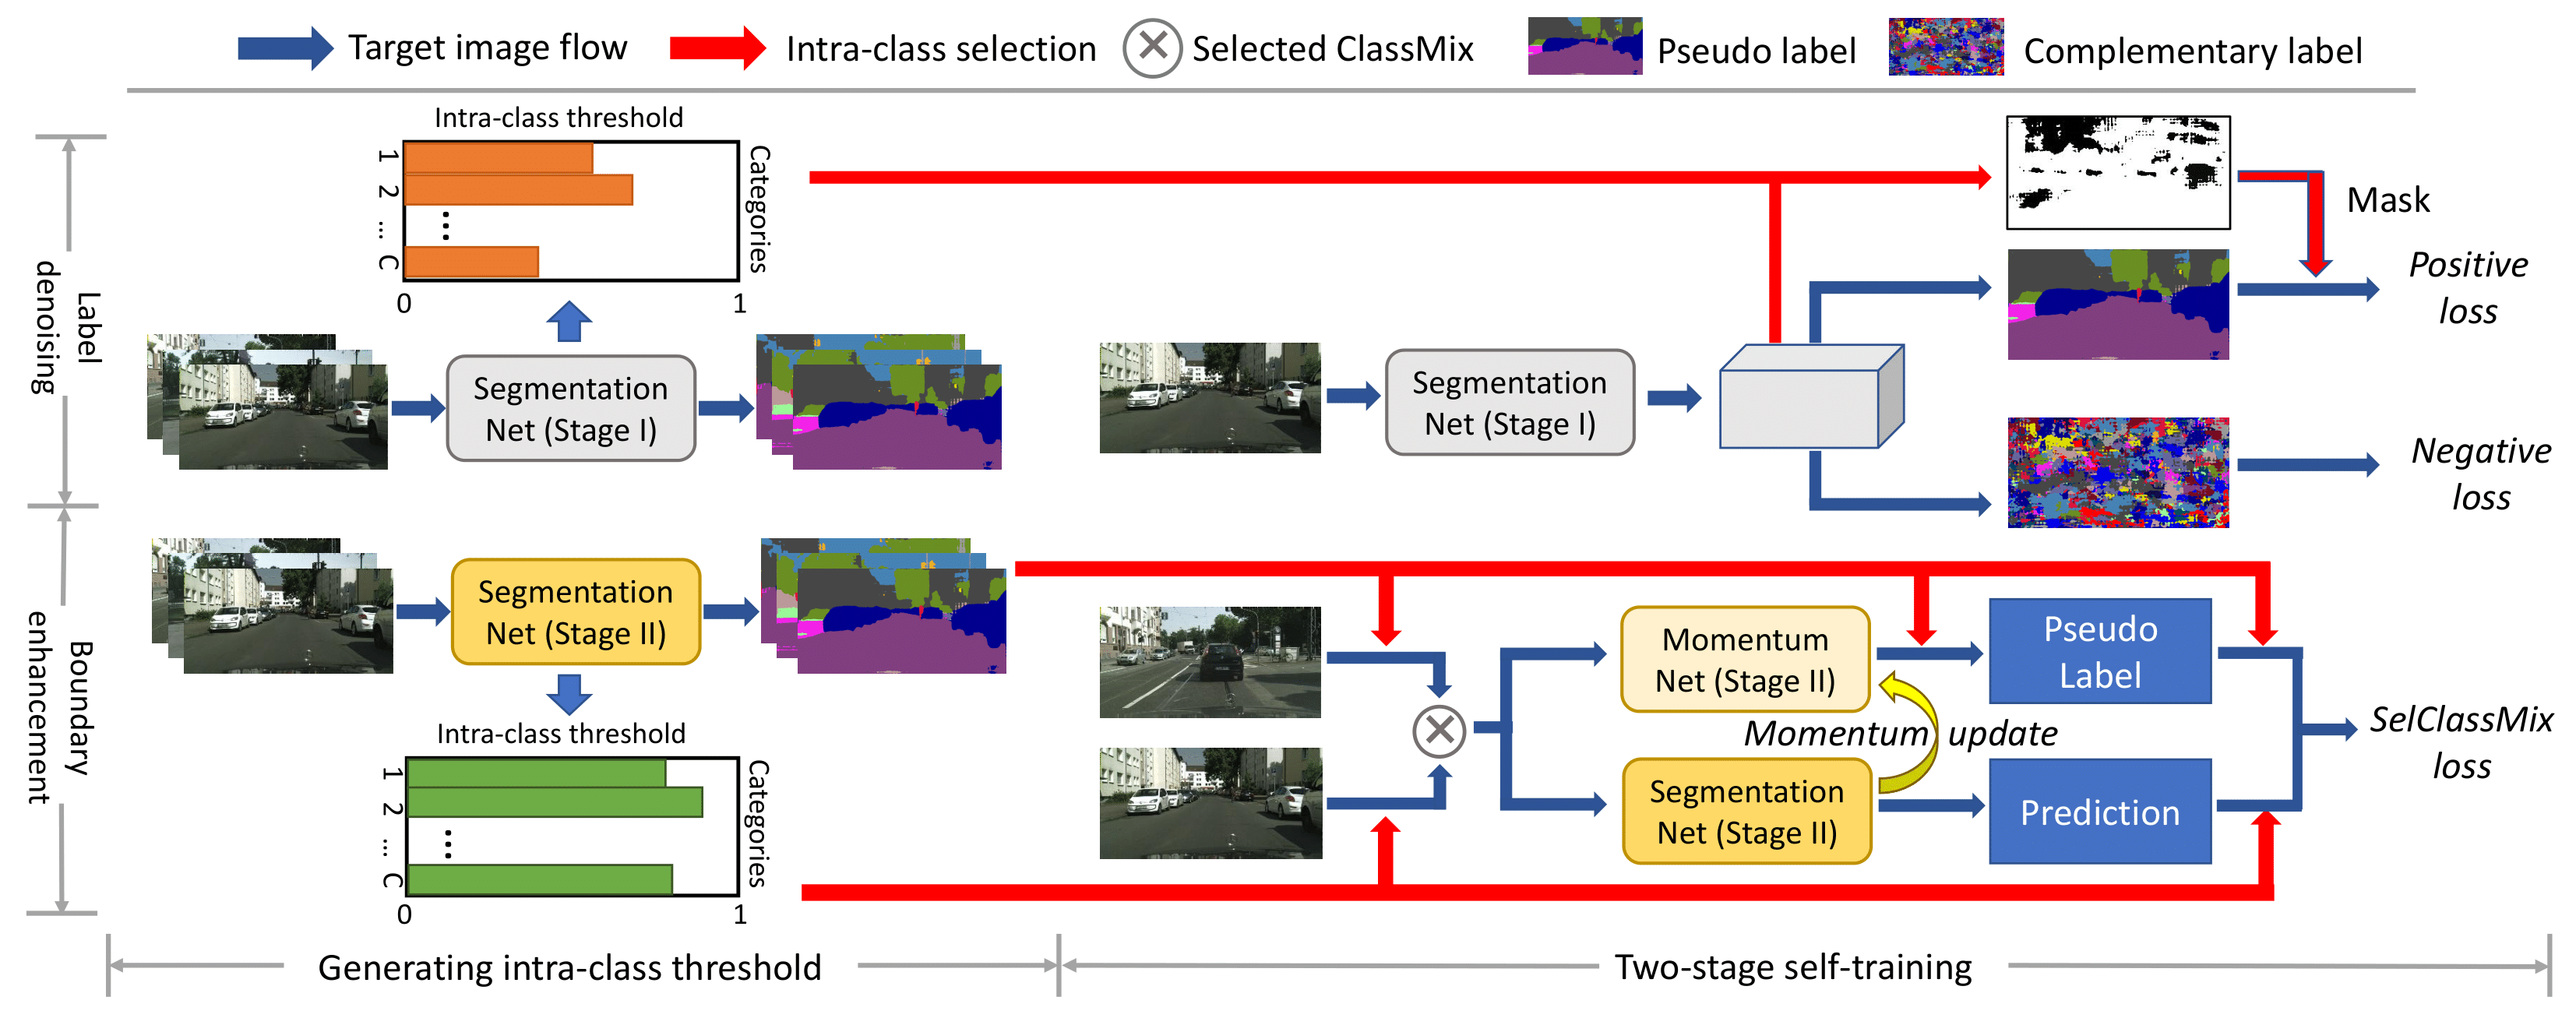 Target image flow
Intra-class selection
Selected ClassMix
Pseudo label
Complementary label
Label
denoising
Intra-class threshold
1
2
...
C
Categories
0
1
Segmentation
Net (Stage I)
Segmentation
Net (Stage I)
Mask
Positive
loss
Negative
loss
Boundary
enhancement
Segmentation
Net (Stage II)
Intra-class threshold
1
2
...
C
Categories
0
1
Momentum
Net (Stage II)
Pseudo
Label
Momentum update
Segmentation
Net (Stage II)
Prediction
SelClassMix
loss
Generating intra-class threshold
Two-stage self-training